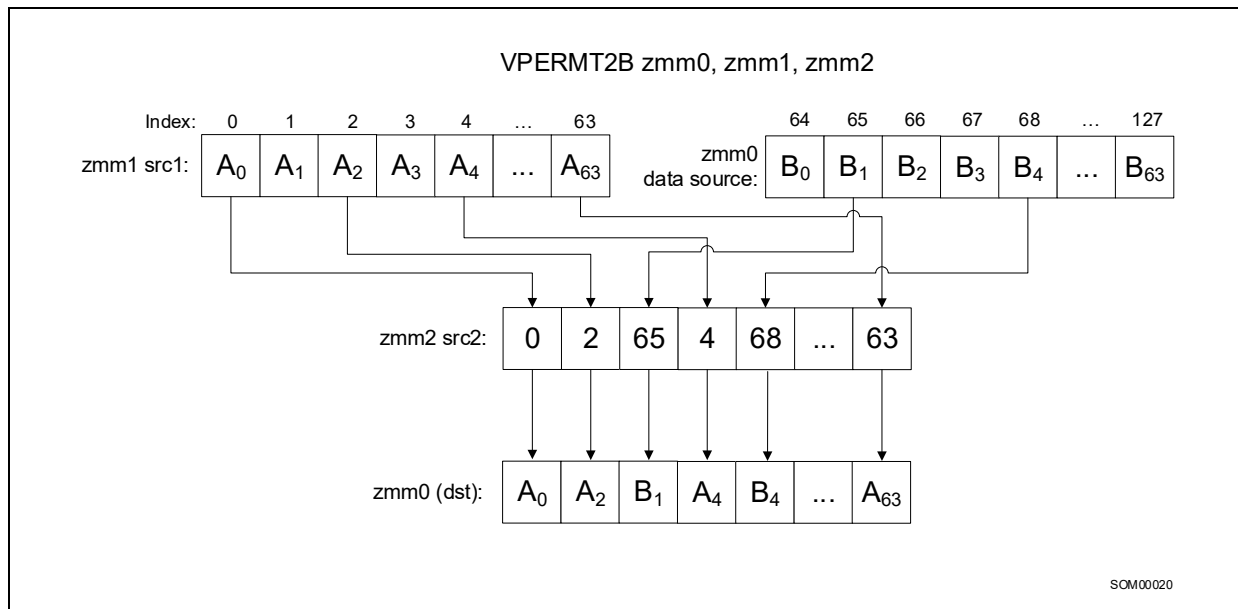 VPERMT2B zmm0, zmm1, zmm2
Index: 0 1 2 3 4 ... 63 64 65 66 67 68 ... 127
zmm1 src1: A₀ A₁ A₂ A₃ A₄ ... A₆₃ zmm0 data source: B₀ B₁ B₂ B₃ B₄ ... B₆₃
zmm2 src2: 0 2 65 4 68 ... 63
zmm0 (dst): A₀ A₂ B₁ A₄ B₄ ... A₆₃
SOM00020